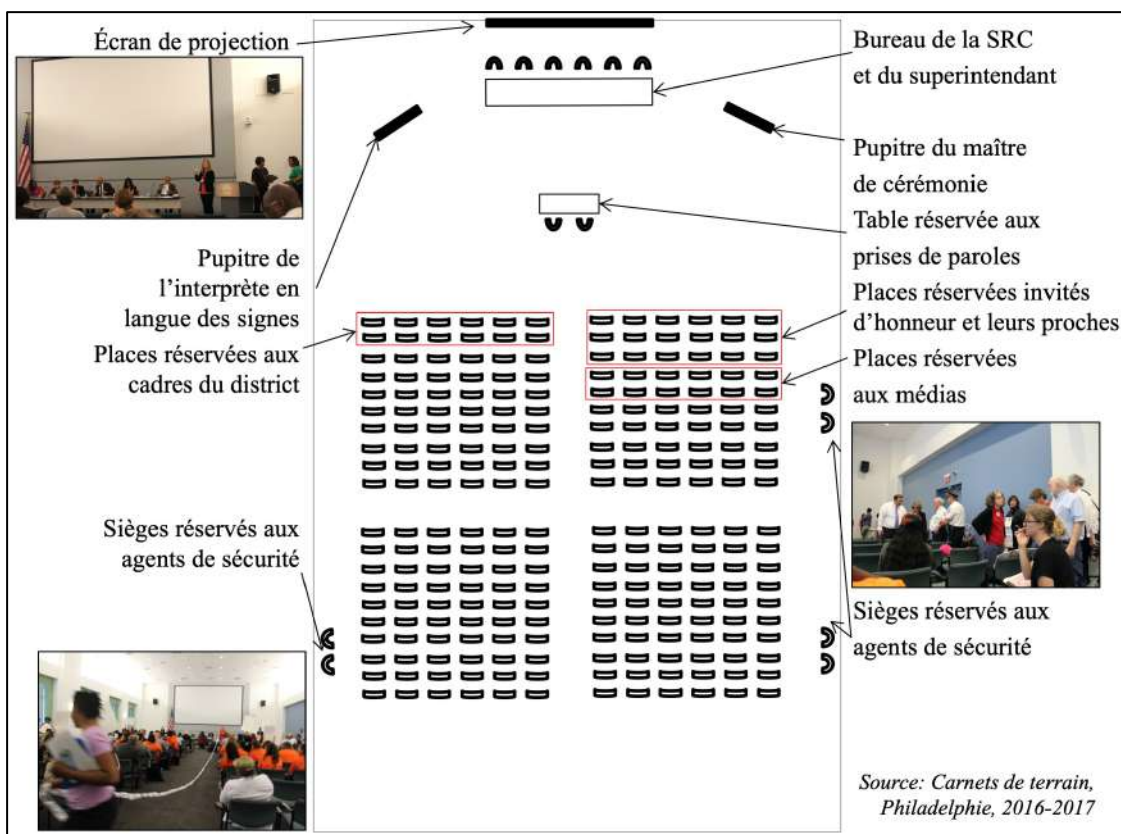 Écran de projection
Bureau de la SRC
et du superintendant
Pupitre du maître
de cérémonie
Table réservée aux
prises de paroles
Pupitre de
l'interprète en
langue des signes
Places réservées invités
d'honneur et leurs proches
Places réservées aux
cadres du district
Places réservées
aux médias
Sièges réservés aux
agents de sécurité
Sièges réservés aux
agents de sécurité
Source: Carnets de terrain,
Philadelphie, 2016-2017